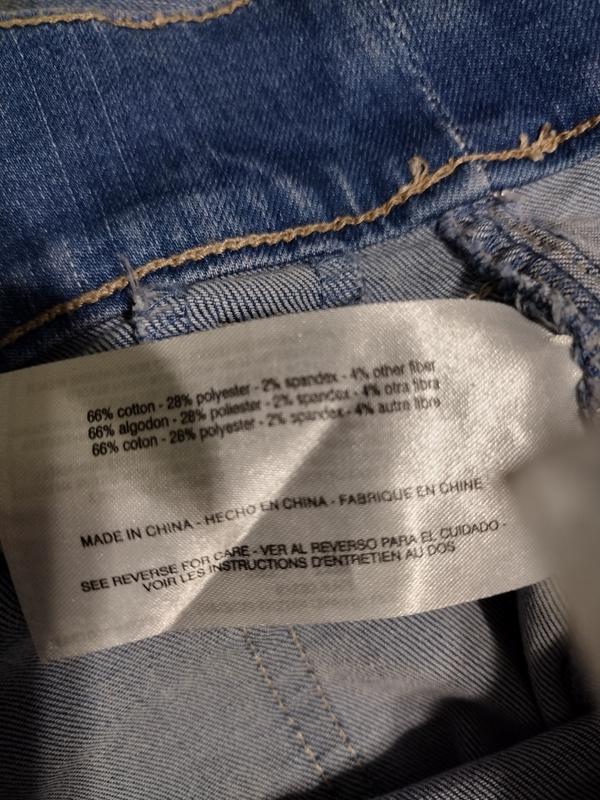 66% cotton - 28% polyester - 2% spandex - 4% other fiber
66% algodon - 28% poliester - 2% spandex - 4% otra fibra
66% coton - 28% polyester - 2% spandex - 4% autre fibre
MADE IN CHINA - HECHO EN CHINA - FABRIQUE EN CHINE
SEE REVERSE FOR CARE - VER AL REVERSO PARA EL CUIDADO -
VOIR LES INSTRUCTIONS D'ENTRETIEN AU DOS